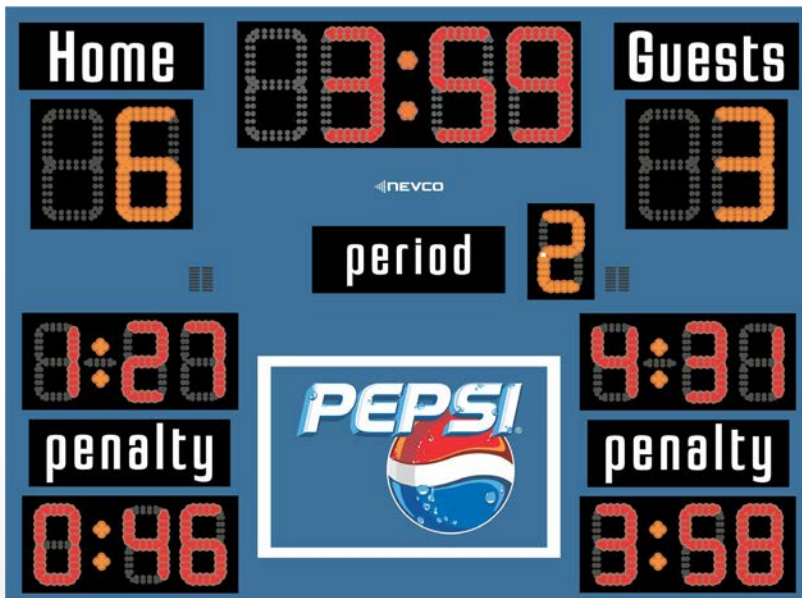 Home 3:59 Guests
6 3
NEVCO
period 2
1:27 4:31
PEPSI
penalty penalty
0:46 3:58